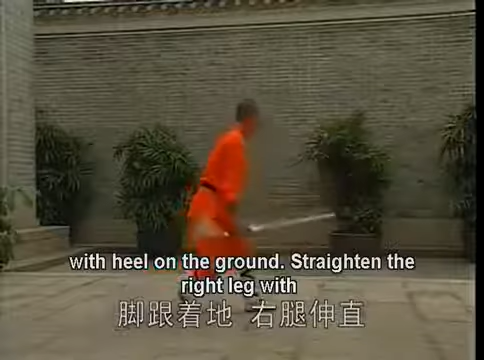 with heel on the ground. Straighten the
right leg with
脚跟着地 右腿伸直